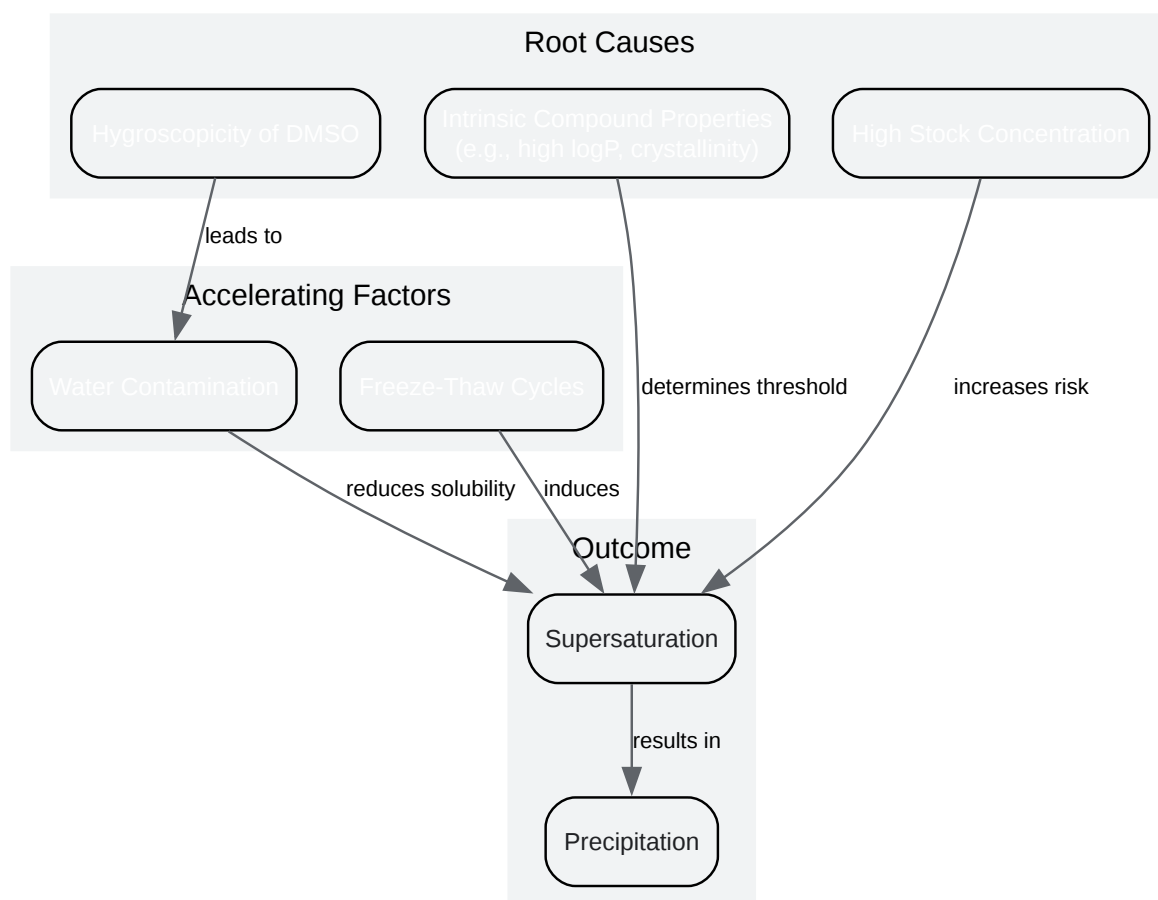 Root Causes
Hygroscopicity of DMSO
Intrinsic Compound Properties
(e.g., high logP, crystallinity)
High Stock Concentration
leads to
Accelerating Factors
Water Contamination
Freeze-Thaw Cycles
determines threshold
increases risk
reduces solubility
induces
Outcome
Supersaturation
results in
Precipitation